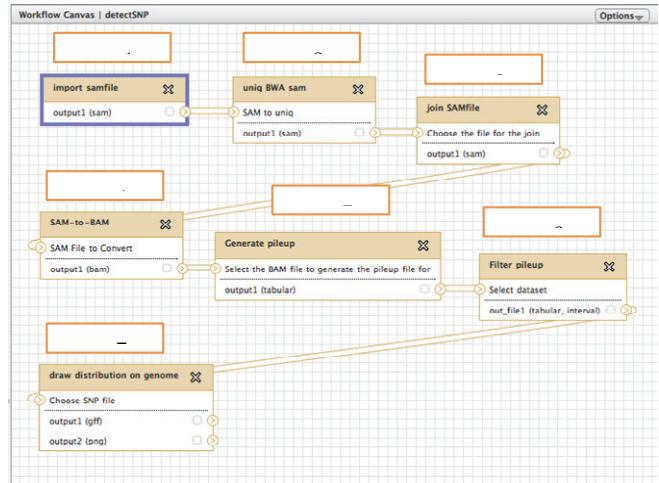 Workflow Canvas | detectSNP
Options
import samfile
output1 (sam)
uniq BWA sam
SAM to uniq
output1 (sam)
join SAMfile
Choose the file for the join
output1 (sam)
SAM-to-BAM
SAM File to Convert
output1 (bam)
Generate pileup
Select the BAM file to generate the pileup file for
output1 (tabular)
Filter pileup
Select dataset
out_file1 (tabular, interval)
draw distribution on genome
Choose SNP file
output1 (gff)
output2 (png)